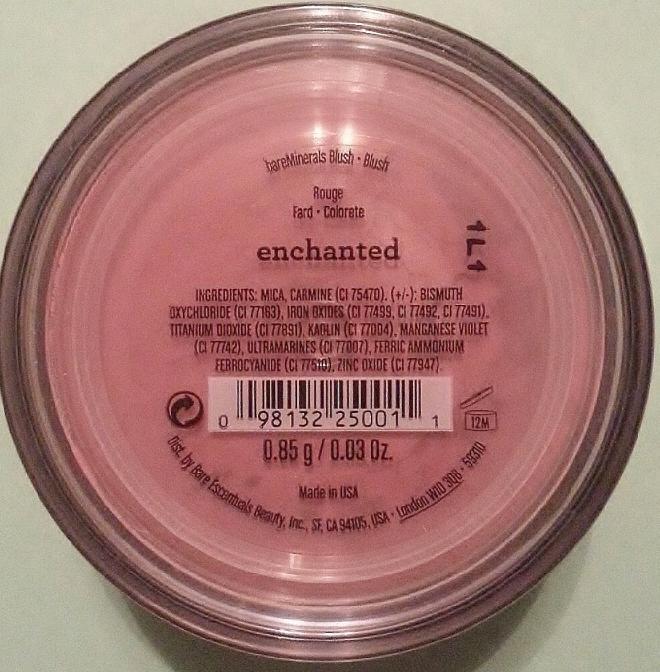 bareMinerals Blush • Blush
Rouge
Fard • Colorete
enchanted
1L1
INGREDIENTS: MICA, CARMINE (CI 75470). (+/-): BISMUTH
OXYCHLORIDE (CI 77163), IRON OXIDES (CI 77499, CI 77492, CI 77491),
TITANIUM DIOXIDE (CI 77891), KAOLIN (CI 77004), MANGANESE VIOLET
(CI 77742), ULTRAMARINES (CI 77007), FERRIC AMMONIUM
FERROCYANIDE (CI 77510), ZINC OXIDE (CI 77947).
0 98132 25001 1
12M
0.85 g / 0.03 Oz.
Made in USA
Dist. by Bare Escentuals Beauty, Inc., SF, CA 94105, USA • London W10 3QB • 59310